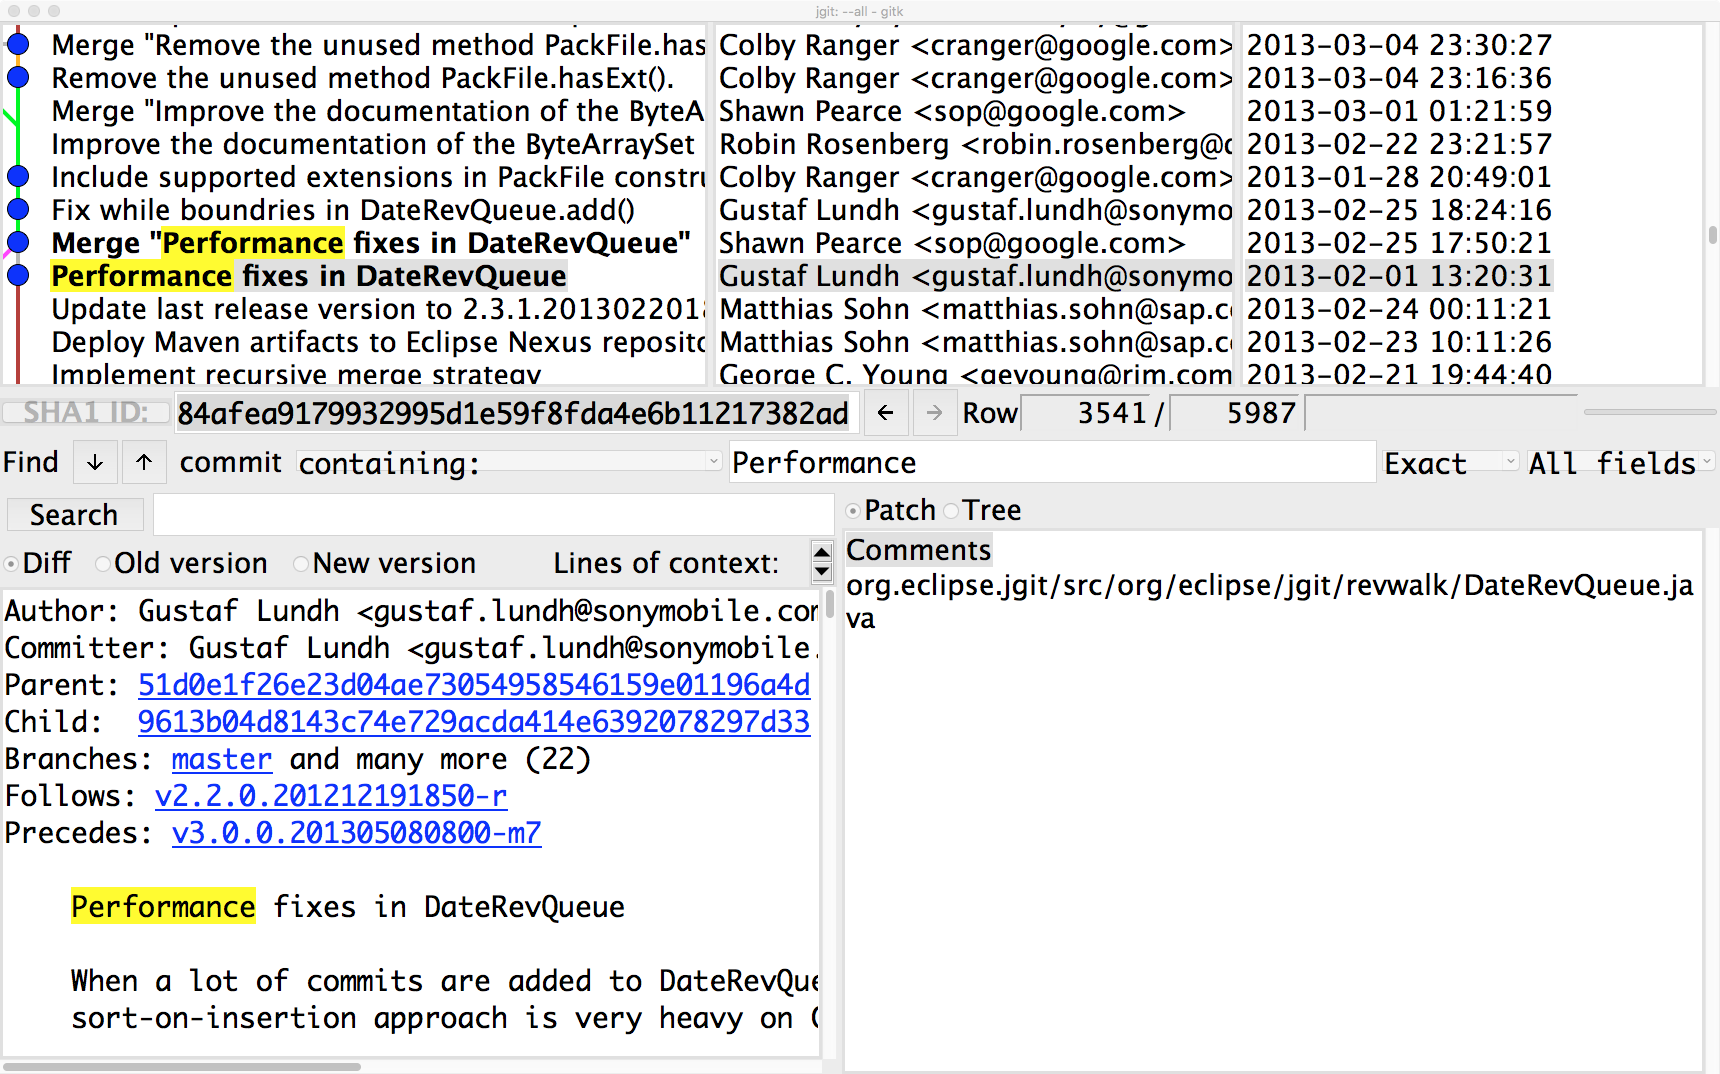 jgit: --all - gitk
Merge "Remove the unused method PackFile.has Colby Ranger <cranger@google.com> 2013-03-04 23:30:27
Remove the unused method PackFile.hasExt(). Colby Ranger <cranger@google.com> 2013-03-04 23:16:36
Merge "Improve the documentation of the ByteA Shawn Pearce <sop@google.com> 2013-03-01 01:21:59
Improve the documentation of the ByteArraySet Robin Rosenberg <robin.rosenberg@d 2013-02-22 23:21:57
Include supported extensions in PackFile constru Colby Ranger <cranger@google.com> 2013-01-28 20:49:01
Fix while boundries in DateRevQueue.add() Gustaf Lundh <gustaf.lundh@sonymo 2013-02-25 18:24:16
Merge "Performance fixes in DateRevQueue" Shawn Pearce <sop@google.com> 2013-02-25 17:50:21
Performance fixes in DateRevQueue Gustaf Lundh <gustaf.lundh@sonymo 2013-02-01 13:20:31
Update last release version to 2.3.1.2013022018 Matthias Sohn <matthias.sohn@sap.co 2013-02-24 00:11:21
Deploy Maven artifacts to Eclipse Nexus reposito Matthias Sohn <matthias.sohn@sap.co 2013-02-23 10:11:26
Implement recursive merge strategy George C. Young <geyoung@rim.com 2013-02-21 19:44:40
SHA1 ID: 84afea9179932995d1e59f8fda4e6b11217382ad ← → Row 3541 / 5987
Find ↓ ↑ commit containing: Performance Exact All fields
Search
Patch Tree
Diff Old version New version Lines of context:
Comments
org.eclipse.jgit/src/org/eclipse/jgit/revwalk/DateRevQueue.ja
va
Author: Gustaf Lundh <gustaf.lundh@sonymobile.com
Committer: Gustaf Lundh <gustaf.lundh@sonymobile.
Parent: 51d0e1f26e23d04ae73054958546159e01196a4d
Child: 9613b04d8143c74e729acda414e6392078297d33
Branches: master and many more (22)
Follows: v2.2.0.201212191850-r
Precedes: v3.0.0.201305080800-m7
Performance fixes in DateRevQueue
When a lot of commits are added to DateRevQue
sort-on-insertion approach is very heavy on C